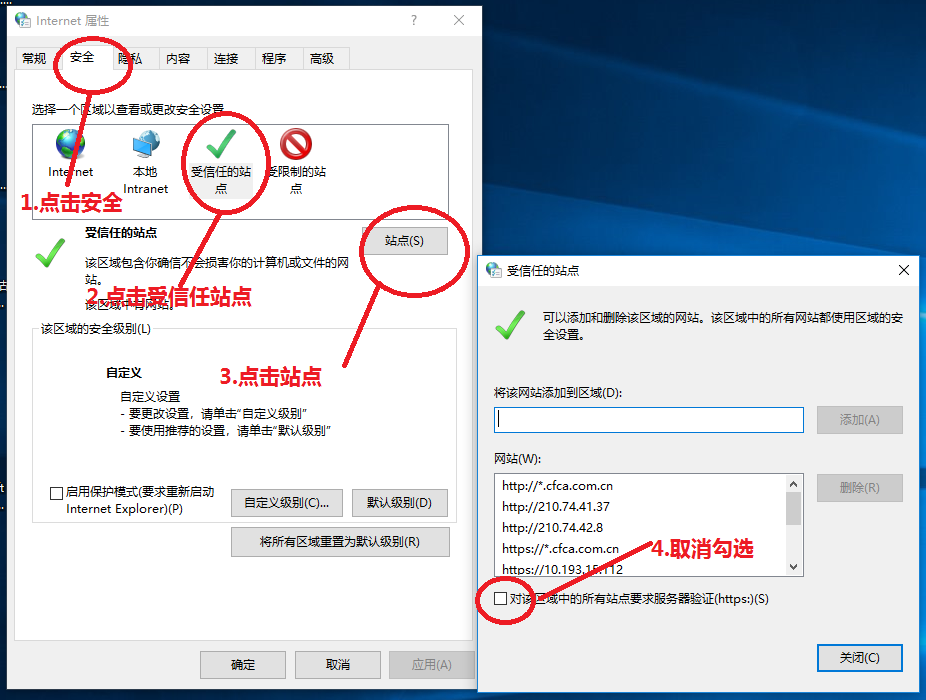 Internet 属性
常规
安全
隐私
内容
连接
程序
高级
选择一个区域以查看或更改安全设置
Internet
本地
Intranet
受信任的站
点
受限制的站
点
1.点击安全
受信任的站点
站点(S)
该区域包含你确信不会损害你的计算机或文件的网
站。
2.点击受信任站点
该区域中有网站。
该区域的安全级别(L)
自定义
3.点击站点
自定义设置
- 要更改设置，请单击“自定义级别”
- 要使用推荐的设置，请单击“默认级别”
启用保护模式(要求重新启动
Internet Explorer)(P)
自定义级别(C)...
默认级别(D)
将所有区域重置为默认级别(R)
确定
取消
应用(A)
受信任的站点
可以添加和删除该区域的网站。该区域中的所有网站都使用区域的安
全设置。
将该网站添加到区域(D):
添加(A)
网站(W):
http://*.cfca.com.cn
http://210.74.41.37
http://210.74.42.8
https://*.cfca.com.cn
https://10.193.15.112
删除(R)
4.取消勾选
对该区域中的所有站点要求服务器验证(https:)(S)
关闭(C)